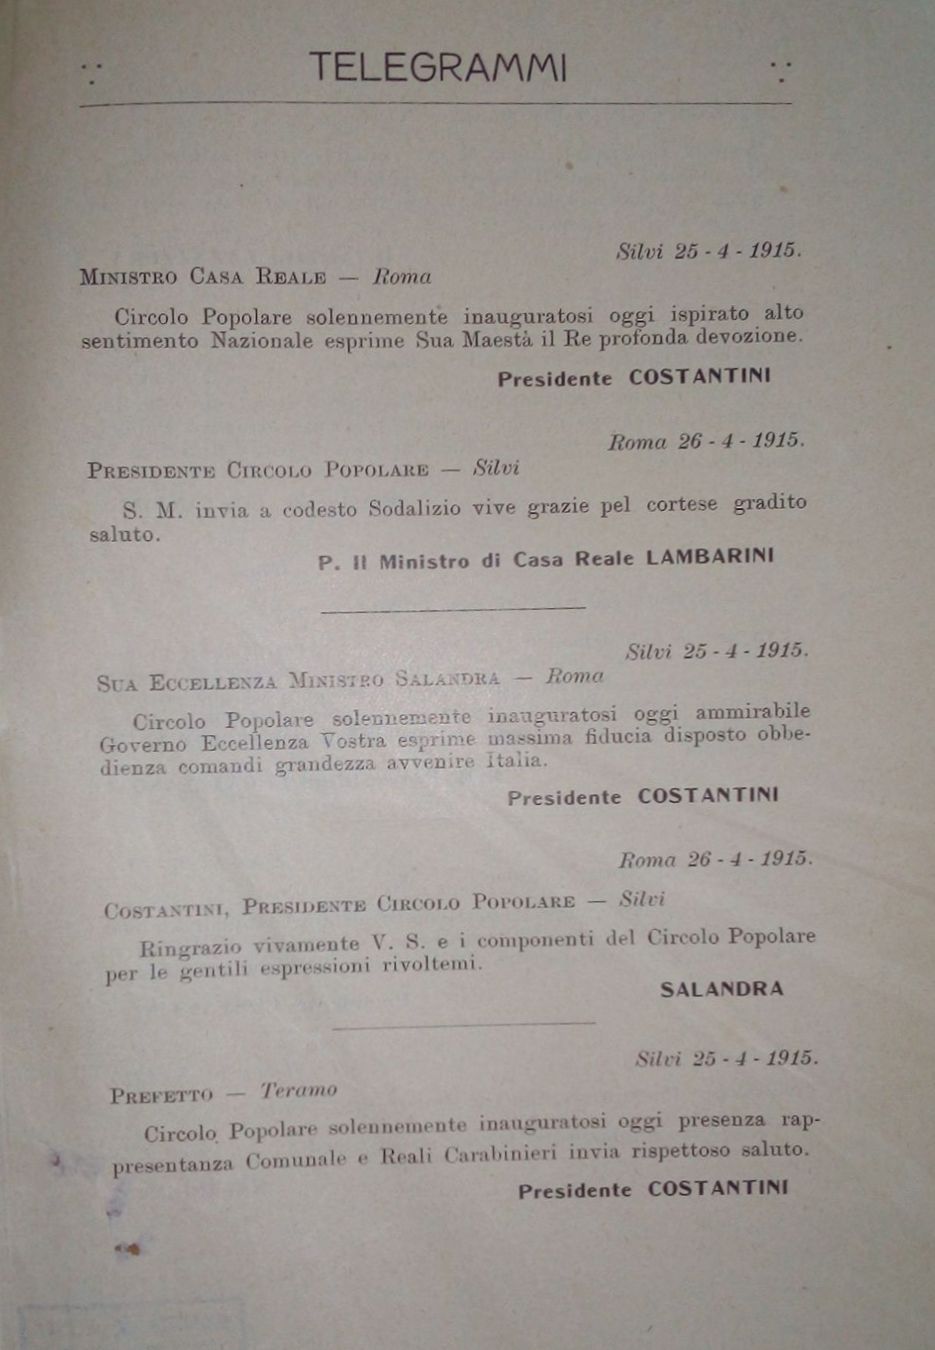 TELEGRAMMI
Silvi 25 - 4 - 1915.
MINISTRO CASA REALE — Roma
Circolo Popolare solennemente inauguratosi oggi ispirato alto
sentimento Nazionale esprime Sua Maestà il Re profonda devozione.
Presidente COSTANTINI
Roma 26 - 4 - 1915.
PRESIDENTE CIRCOLO POPOLARE — Silvi
S. M. invia a codesto Sodalizio vive grazie pel cortese gradito
saluto.
P. Il Ministro di Casa Reale LAMBARINI
Silvi 25 - 4 - 1915.
SUA ECCELLENZA MINISTRO SALANDRA — Roma
Circolo Popolare solennemente inauguratosi oggi ammirabile
Governo Eccellenza Vostra esprime massima fiducia disposto obbe-
dienza comandi grandezza avvenire Italia.
Presidente COSTANTINI
Roma 26 - 4 - 1915.
COSTANTINI, PRESIDENTE CIRCOLO POPOLARE — Silvi
Ringrazio vivamente V. S. e i componenti del Circolo Popolare
per le gentili espressioni rivoltemi.
SALANDRA
Silvi 25 - 4 - 1915.
PREFETTO — Teramo
Circolo Popolare solennemente inauguratosi oggi presenza rap-
presentanza Comunale e Reali Carabinieri invia rispettoso saluto.
Presidente COSTANTINI